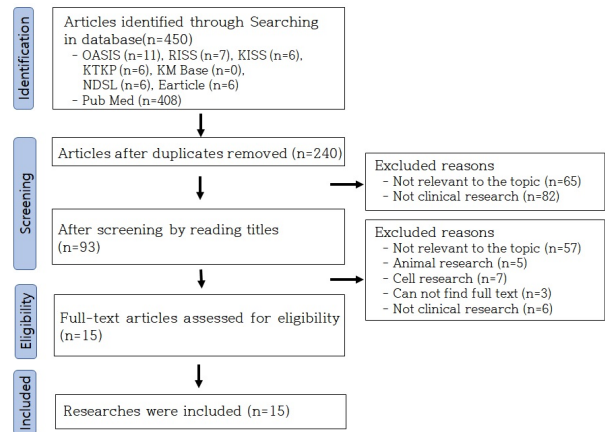 Identification
Articles identified through Searching
in database(n=450)
- OASIS (n=11), RISS (n=7), KISS (n=6),
KTKP (n=6), KM Base (n=0),
NDSL (n=6), Earticle (n=6)
- Pub Med (n=408)
Screening
Articles after duplicates removed (n=240)
Excluded reasons
- Not relevant to the topic (n=65)
- Not clinical research (n=82)
After screening by reading titles
(n=93)
Excluded reasons
- Not relevant to the topic (n=57)
- Animal research (n=5)
- Cell research (n=7)
- Can not find full text (n=3)
- Not clinical research (n=6)
Eligibility
Full-text articles assessed for eligibility
(n=15)
Included
Researches were included (n=15)